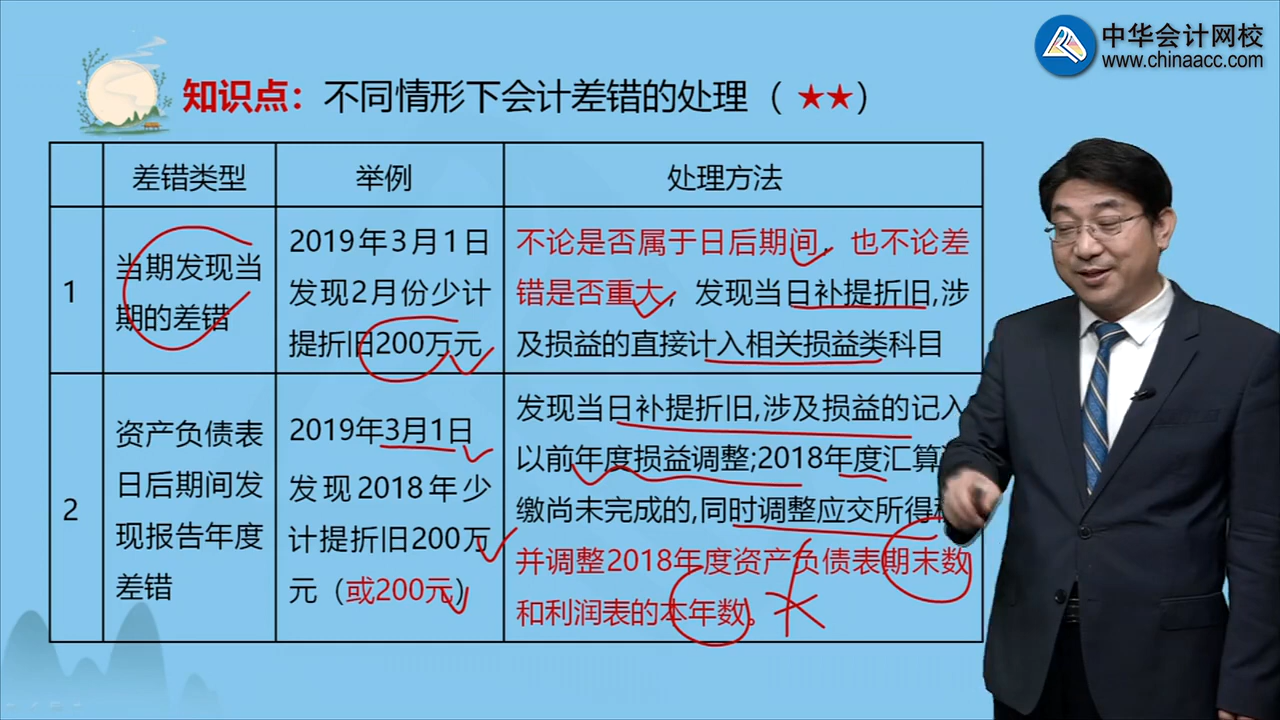 中华会计网校
www.chinaacc.com
知识点：不同情形下会计差错的处理（★★）
差错类型
举例
处理方法
1
当期发现当
期的差错
2019年3月1日
发现2月份少计
提折旧200万元
不论是否属于日后期间，也不论差
错是否重大，发现当日补提折旧,涉
及损益的直接计入相关损益类科目
2
资产负债表
日后期间发
现报告年度
差错
2019年3月1日
发现2018年少
计提折旧200万
元（或200元）
发现当日补提折旧,涉及损益的记入
以前年度损益调整;2018年度汇算
缴尚未完成的,同时调整应交所得
并调整2018年度资产负债表期末数
和利润表的本年数。